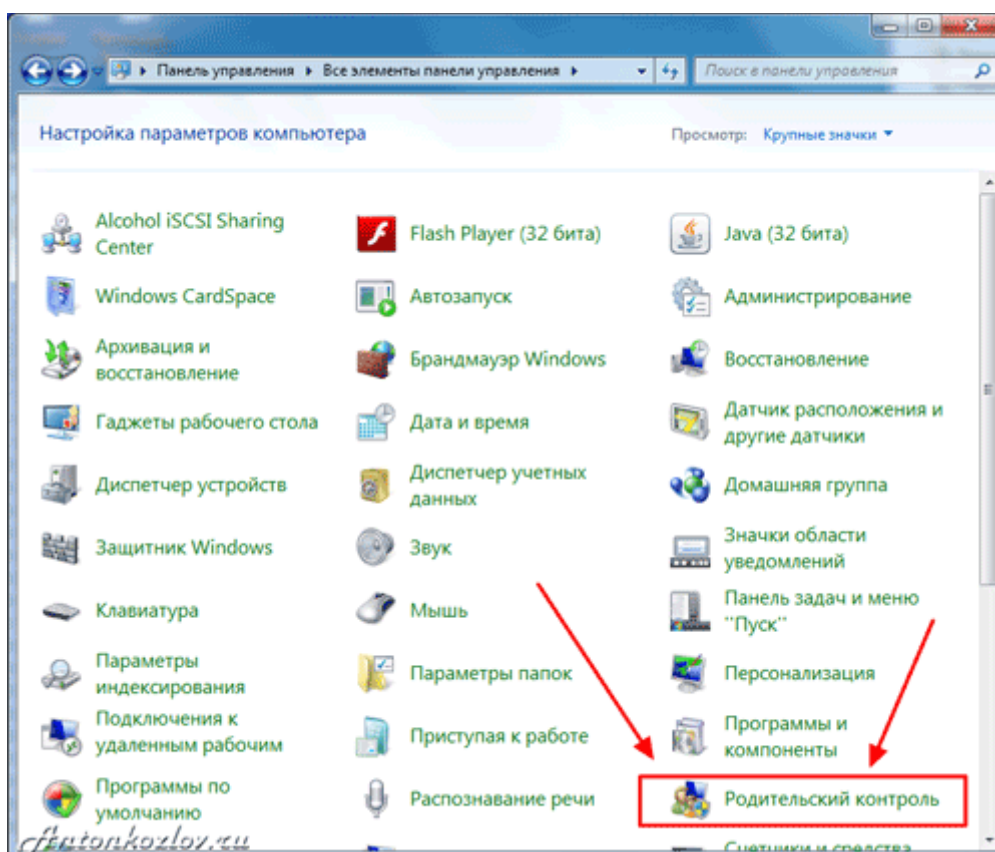 Панель управления ▸ Все элементы панели управления ▸
Поиск в панели управления
Настройка параметров компьютера
Просмотр: Крупные значки
Alcohol iSCSI Sharing
Center
Flash Player (32 бита)
Java (32 бита)
Windows CardSpace
Автозапуск
Администрирование
Архивация и
восстановление
Брандмауэр Windows
Восстановление
Гаджеты рабочего стола
Дата и время
Датчик расположения и
другие датчики
Диспетчер устройств
Диспетчер учетных
данных
Домашняя группа
Защитник Windows
Звук
Значки области
уведомлений
Клавиатура
Мышь
Панель задач и меню
"Пуск"
Параметры
индексирования
Параметры папок
Персонализация
Подключения к
удаленным рабочим
Приступая к работе
Программы и
компоненты
Программы по
умолчанию
Распознавание речи
Родительский контроль
Antonkozlov.ru
Счетчики и средства